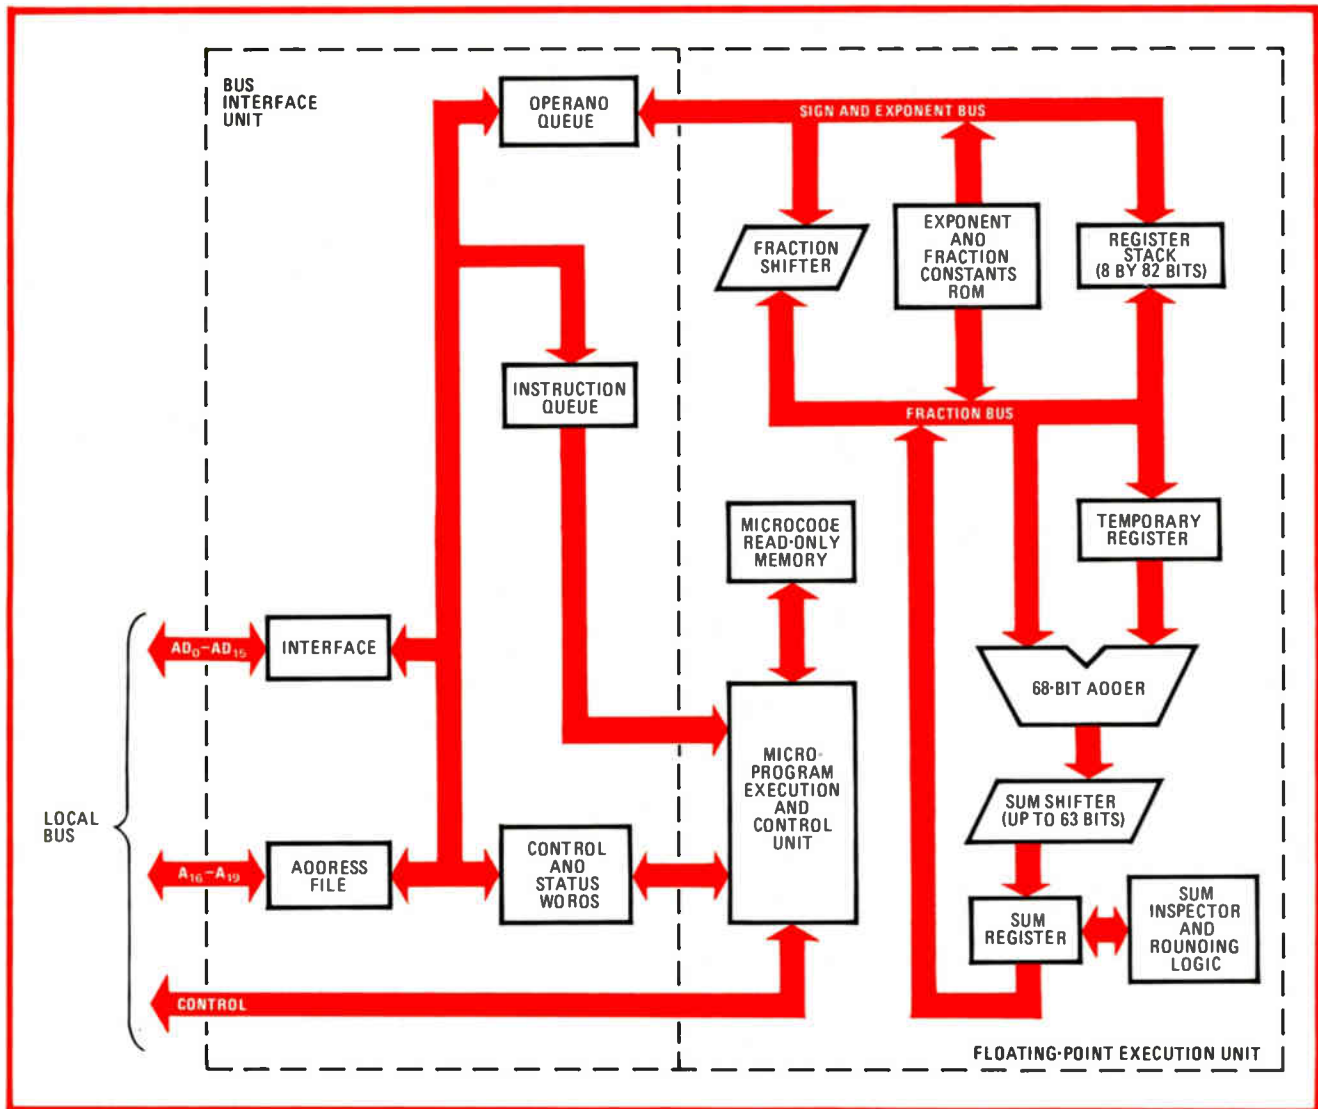 BUS
INTERFACE
UNIT
OPERANO
QUEUE
SIGN AND EXPONENT BUS
FRACTION
SHIFTER
EXPONENT
AND
FRACTION
CONSTANTS
ROM
REGISTER
STACK
(8 BY 82 BITS)
INSTRUCTION
QUEUE
FRACTION BUS
MICROCOOE
READ-ONLY
MEMORY
TEMPORARY
REGISTER
AD₀–AD₁₅
INTERFACE
68-BIT AOOER
MICRO-
PROGRAM
EXECUTION
AND
CONTROL
UNIT
SUM SHIFTER
(UP TO 63 BITS)
LOCAL
BUS
A₁₆–A₁₉
AOORESS
FILE
CONTROL
AND
STATUS
WOROS
SUM
REGISTER
SUM
INSPECTOR
AND
ROUNDING
LOGIC
CONTROL
FLOATING-POINT EXECUTION UNIT